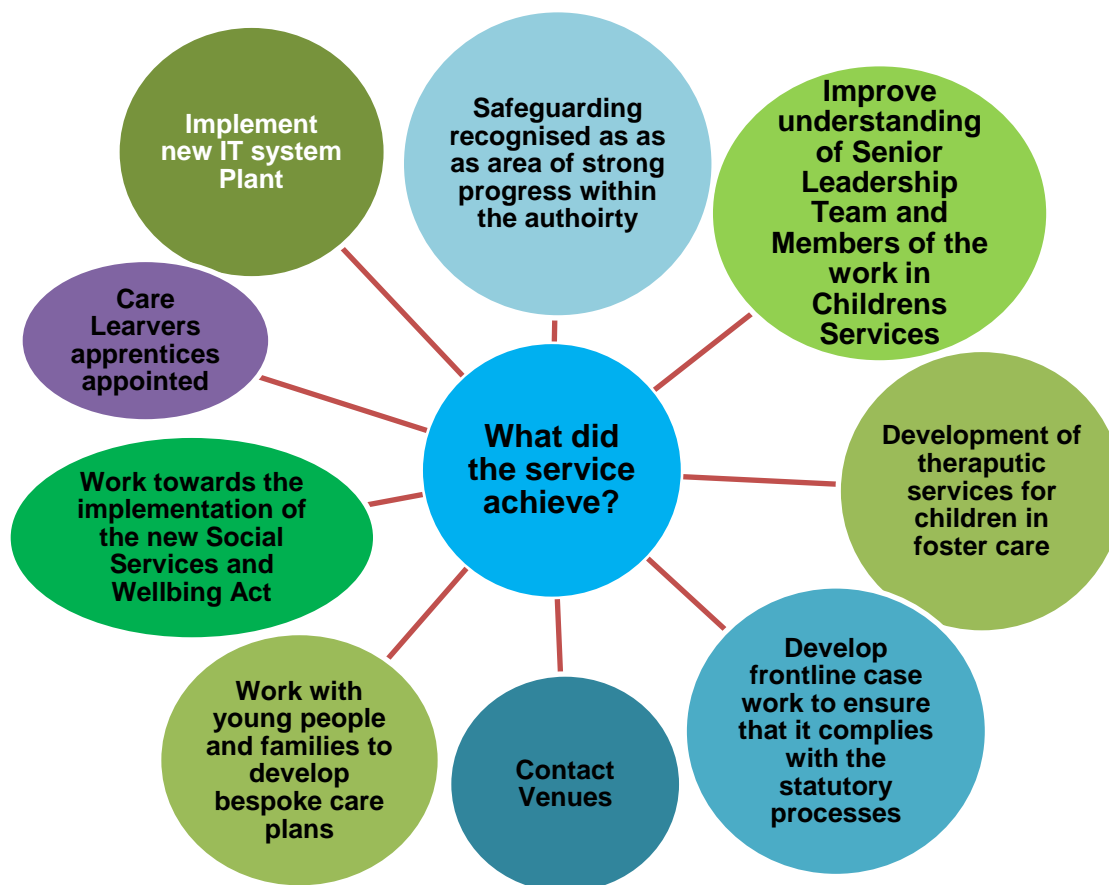 What did
the service
achieve?
Safeguarding
recognised as as
as area of strong
progress within
the authoirty
Improve
understanding
of Senior
Leadership
Team and
Members of the
work in
Childrens
Services
Development of
theraputic
services for
children in
foster care
Develop
frontline case
work to ensure
that it complies
with the
statutory
processes
Contact
Venues
Work with
young people
and families to
develop
bespoke care
plans
Work towards the
implementation of
the new Social
Services and
Wellbing Act
Care
Learvers
apprentices
appointed
Implement
new IT system
Plant